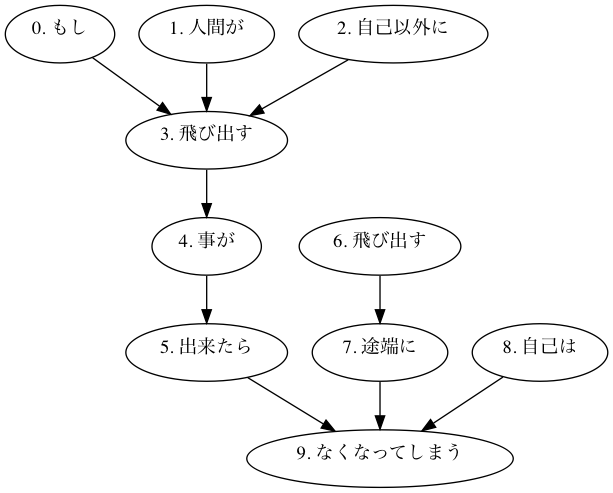 0. もし
1. 人間が
2. 自己以外に
3. 飛び出す
4. 事が
6. 飛び出す
5. 出来たら
7. 途端に
8. 自己は
9. なくなってしまう